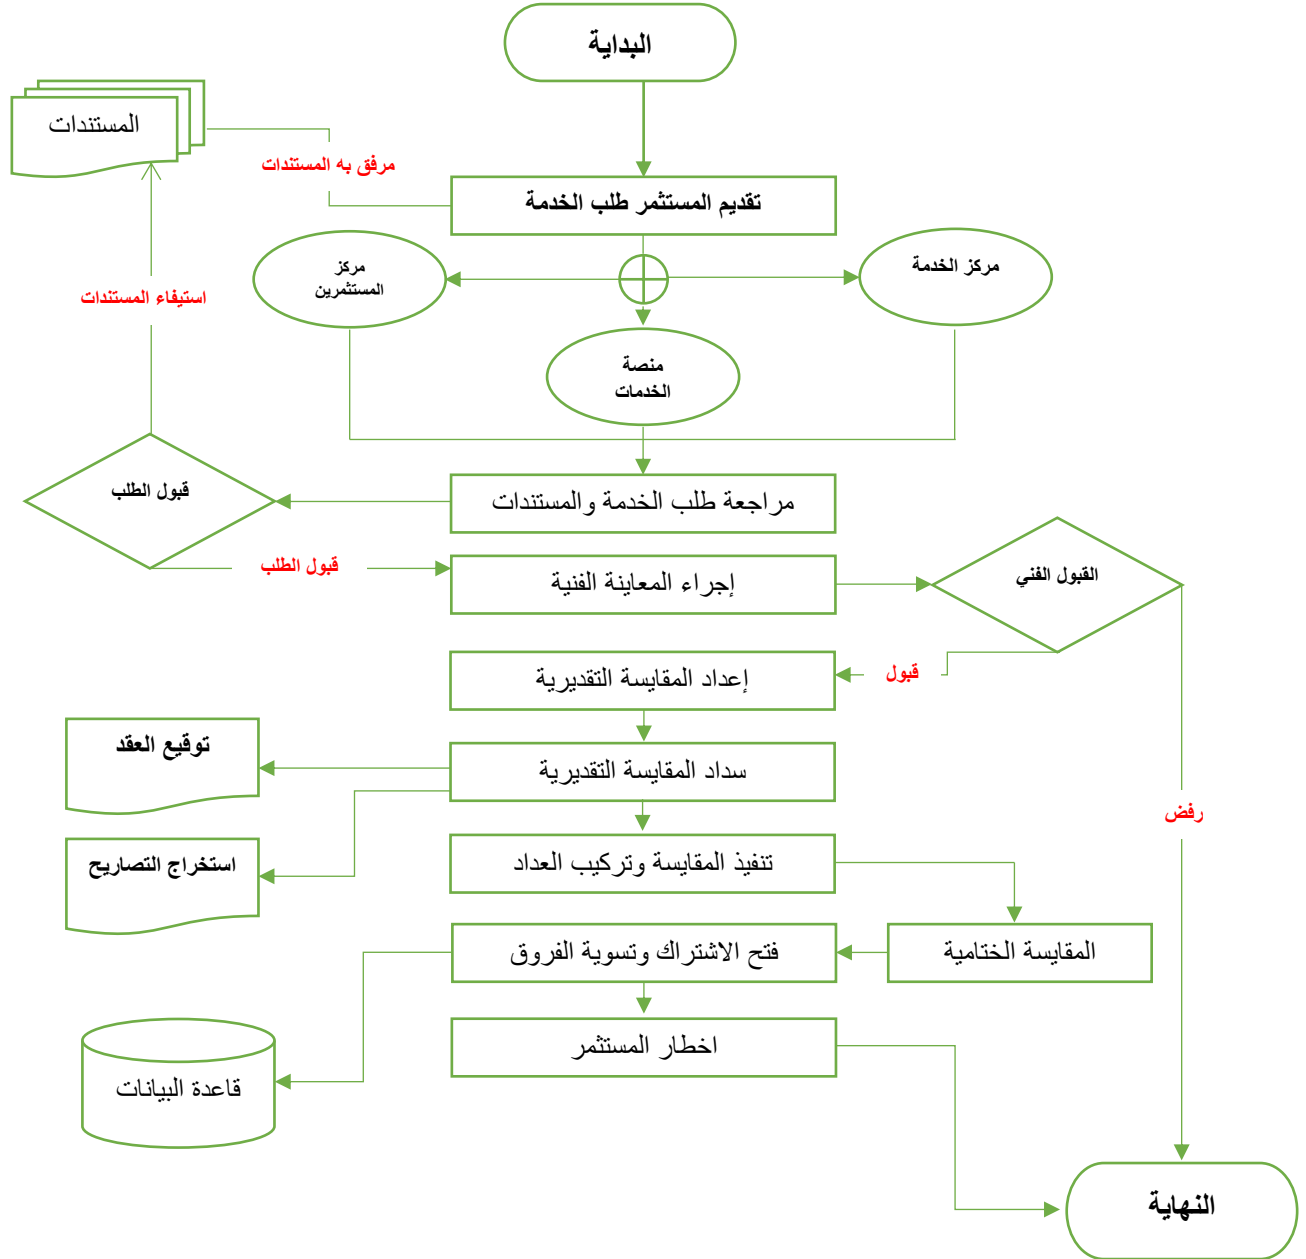 البداية
المستندات
مرفق به المستندات
تقديم المستثمر طلب الخدمة
مركز الخدمة
مركز
المستثمرين
استيفاء المستندات
منصة
الخدمات
قبول الطلب
مراجعة طلب الخدمة والمستندات
قبول الطلب
إجراء المعاينة الفنية
القبول الفني
قبول
إعداد المقايسة التقديرية
توقيع العقد
سداد المقايسة التقديرية
رفض
استخراج التصاريح
تنفيذ المقايسة وتركيب العداد
المقايسة الختامية
فتح الاشتراك وتسوية الفروق
اخطار المستثمر
قاعدة البيانات
النهاية